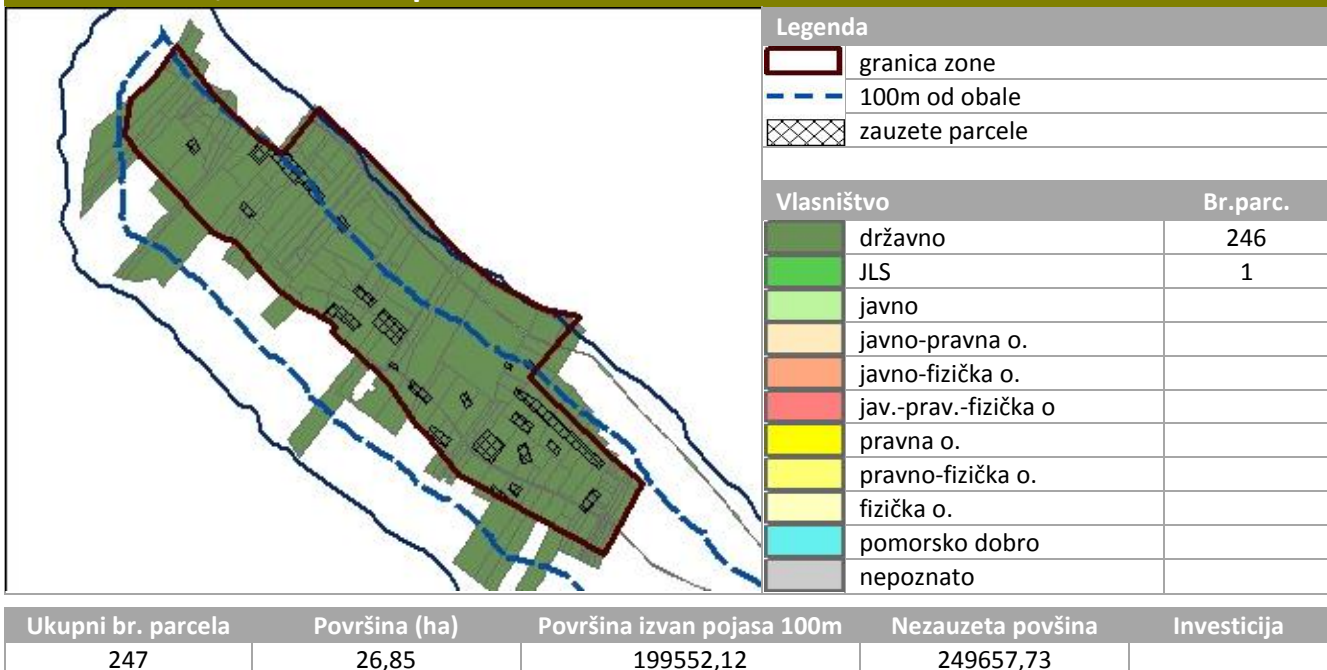 Legenda
granica zone
100m od obale
zauzete parcele
Vlasništvo Br.parc.
državno 246
JLS 1
javno
javno-pravna o.
javno-fizička o.
jav.-prav.-fizička o
pravna o.
pravno-fizička o.
fizička o.
pomorsko dobro
nepoznato
Ukupni br. parcela Površina (ha) Površina izvan pojasa 100m Nezauzeta povšina Investicija
247 26,85 199552,12 249657,73